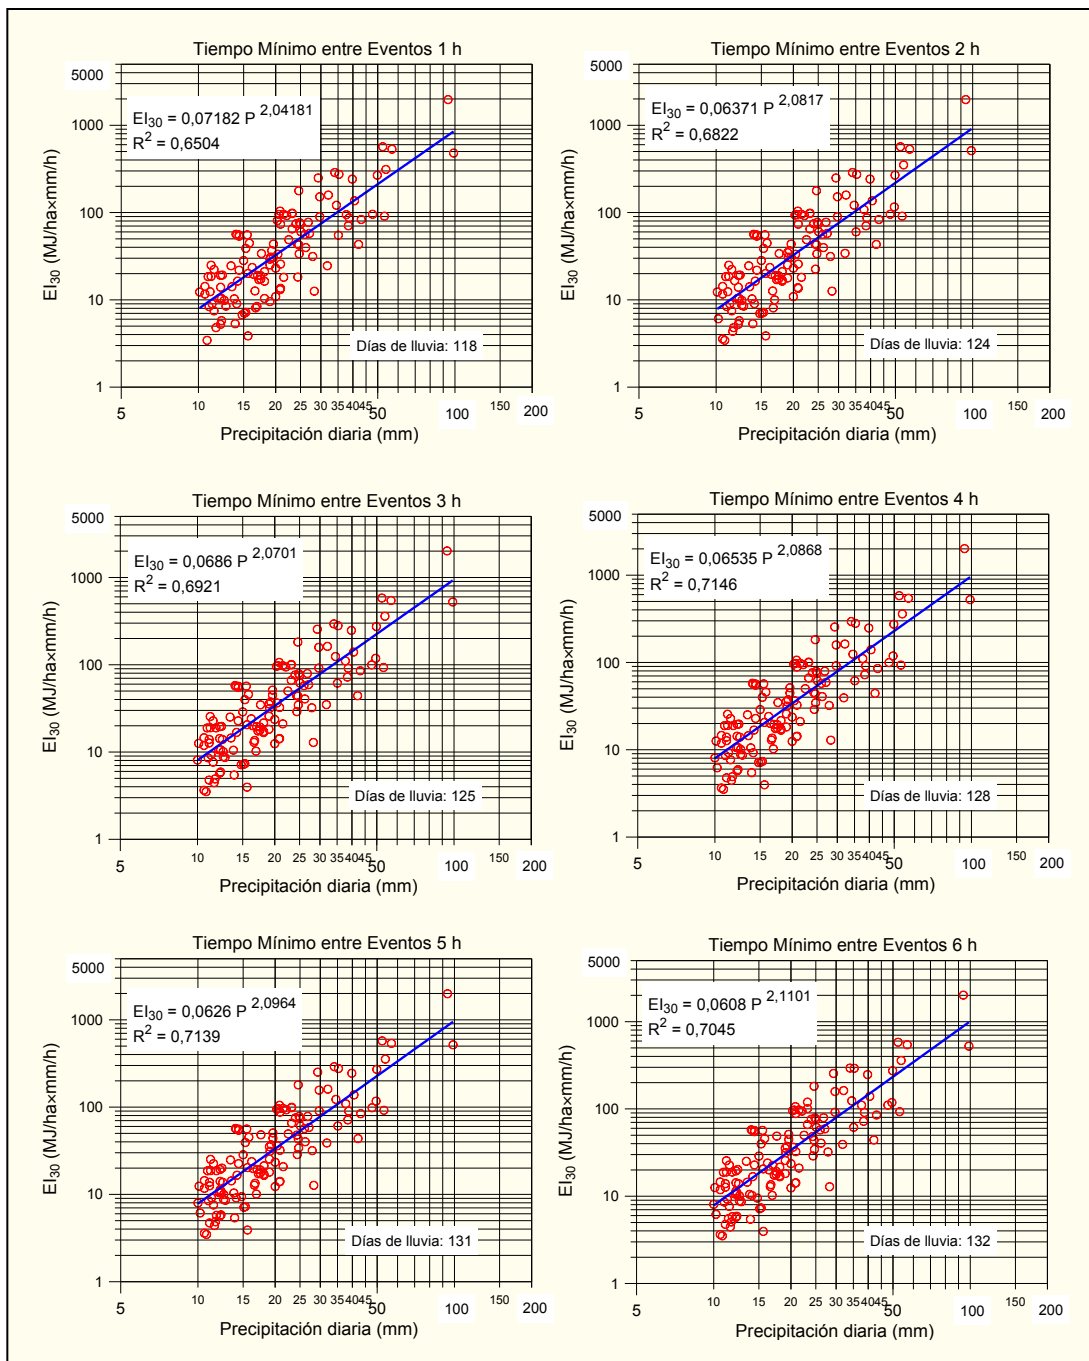 Tiempo Mínimo entre Eventos 1 h
5000
EI30 = 0,07182 P 2,04181
R2 = 0,6504
1000
100
10
1
EI30 (MJ/ha×mm/h)
Días de lluvia: 118
5 10 15 20 25 30 35 40 45 50 100 150 200
Precipitación diaria (mm)
Tiempo Mínimo entre Eventos 2 h
5000
EI30 = 0,06371 P 2,0817
R2 = 0,6822
1000
100
10
1
EI30 (MJ/ha×mm/h)
Días de lluvia: 124
5 10 15 20 25 30 35 40 45 50 100 150 200
Precipitación diaria (mm)
Tiempo Mínimo entre Eventos 3 h
5000
EI30 = 0,0686 P 2,0701
R2 = 0,6921
1000
100
10
1
EI30 (MJ/ha×mm/h)
Días de lluvia: 125
5 10 15 20 25 30 35 40 45 50 100 150 200
Precipitación diaria (mm)
Tiempo Mínimo entre Eventos 4 h
5000
EI30 = 0,06535 P 2,0868
R2 = 0,7146
1000
100
10
1
EI30 (MJ/ha×mm/h)
Días de lluvia: 128
5 10 15 20 25 30 35 40 45 50 100 150 200
Precipitación diaria (mm)
Tiempo Mínimo entre Eventos 5 h
5000
EI30 = 0,0626 P 2,0964
R2 = 0,7139
1000
100
10
1
EI30 (MJ/ha×mm/h)
Días de lluvia: 131
5 10 15 20 25 30 35 40 45 50 100 150 200
Precipitación diaria (mm)
Tiempo Mínimo entre Eventos 6 h
5000
EI30 = 0,0608 P 2,1101
R2 = 0,7045
1000
100
10
1
EI30 (MJ/ha×mm/h)
Días de lluvia: 132
5 10 15 20 25 30 35 40 45 50 100 150 200
Precipitación diaria (mm)